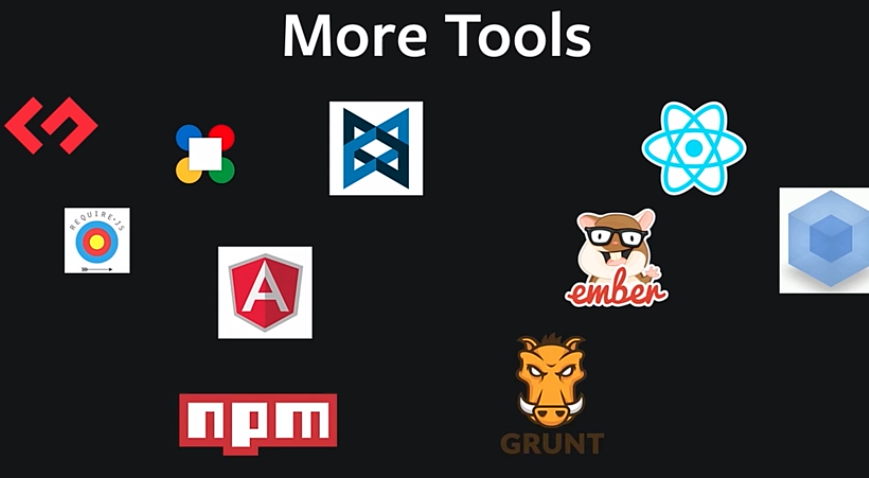 More Tools
REQUIRE·JS
A
ember
npm
GRUNT